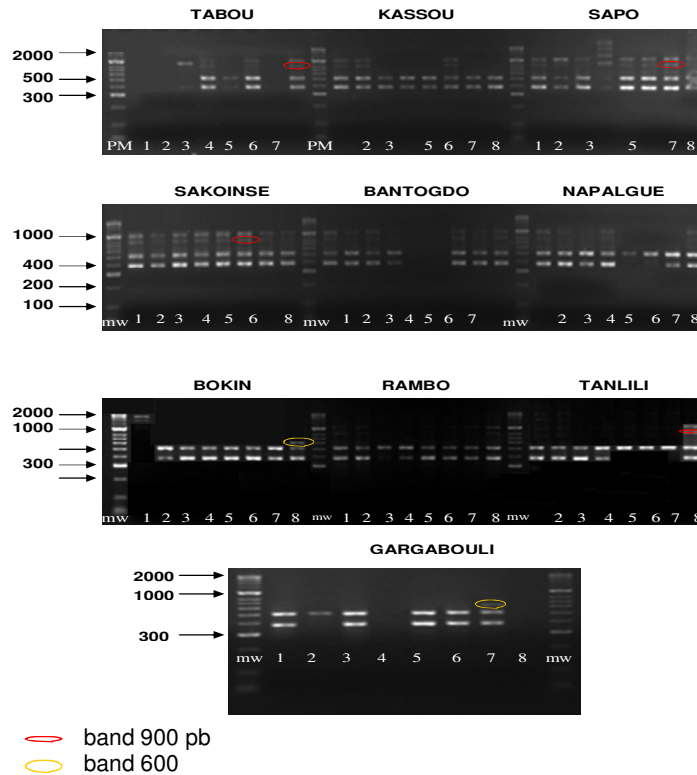 TABOU KASSOU SAPO
2000
500
300
PM 1 2 3 4 5 6 7 PM 2 3 5 6 7 8 1 2 3 5 7 8
SAKOINSE BANTOGDO NAPALGUE
1000
400
200
100
mw 1 2 3 4 5 6 8 mw 1 2 3 4 5 6 7 mw 2 3 4 5 6 7 8
BOKIN RAMBO TANLILI
2000
1000
300
mw 1 2 3 4 5 6 7 8 mw 1 2 3 4 5 6 7 8 mw 1 2 3 4 5 6 7 8
GARGABOULI
2000
1000
300
mw 1 2 3 4 5 6 7 8 mw
band 900 pb
band 600